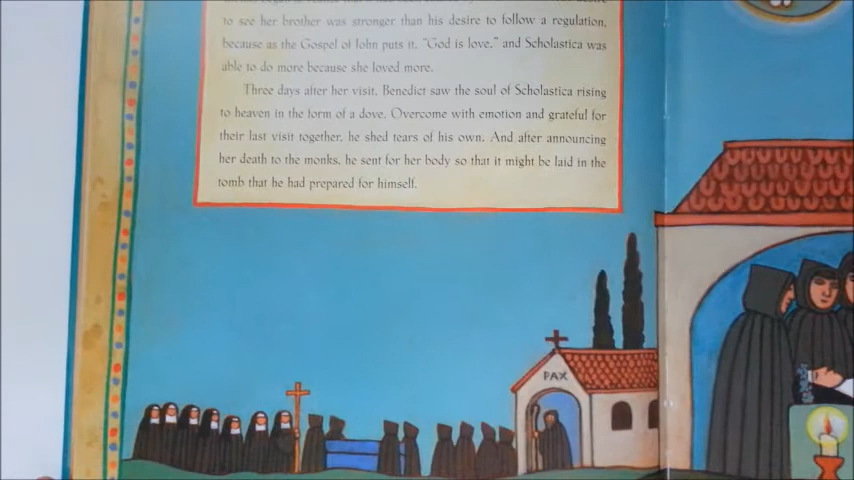 to see her brother was stronger than his desire to follow a regulation,
because as the Gospel of John puts it, "God is love," and Scholastica was
able to do more because she loved more.
Three days after her visit, Benedict saw the soul of Scholastica rising
to heaven in the form of a dove. Overcome with emotion and grateful for
their last visit together, he shed tears of his own. And after announcing
her death to the monks, he sent for her body so that it might be laid in the
tomb that he had prepared for himself.
PAX